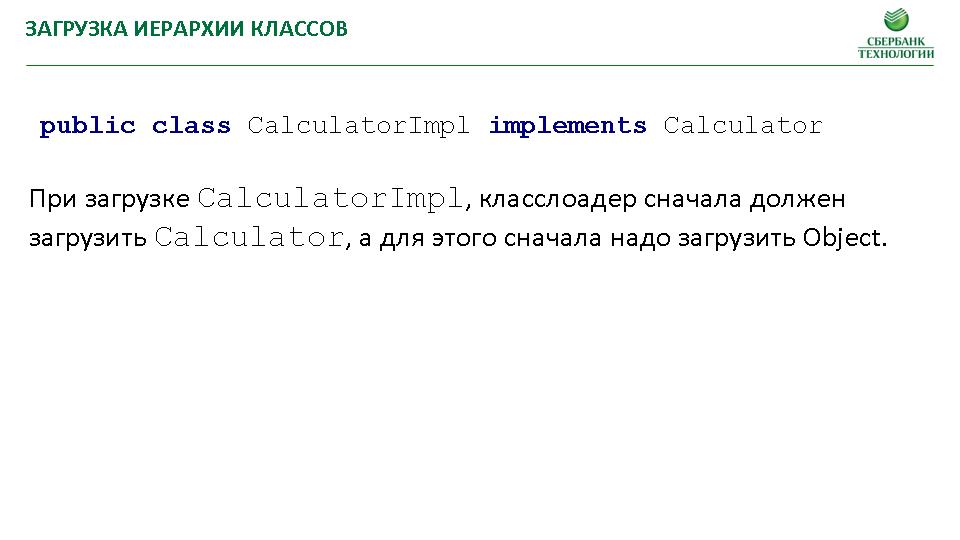 ЗАГРУЗКА ИЕРАРХИИ КЛАССОВ
СБЕРБАНК
ТЕХНОЛОГИИ
public class CalculatorImpl implements Calculator
При загрузке CalculatorImpl, класслоадер сначала должен
загрузить Calculator, а для этого сначала надо загрузить Object.